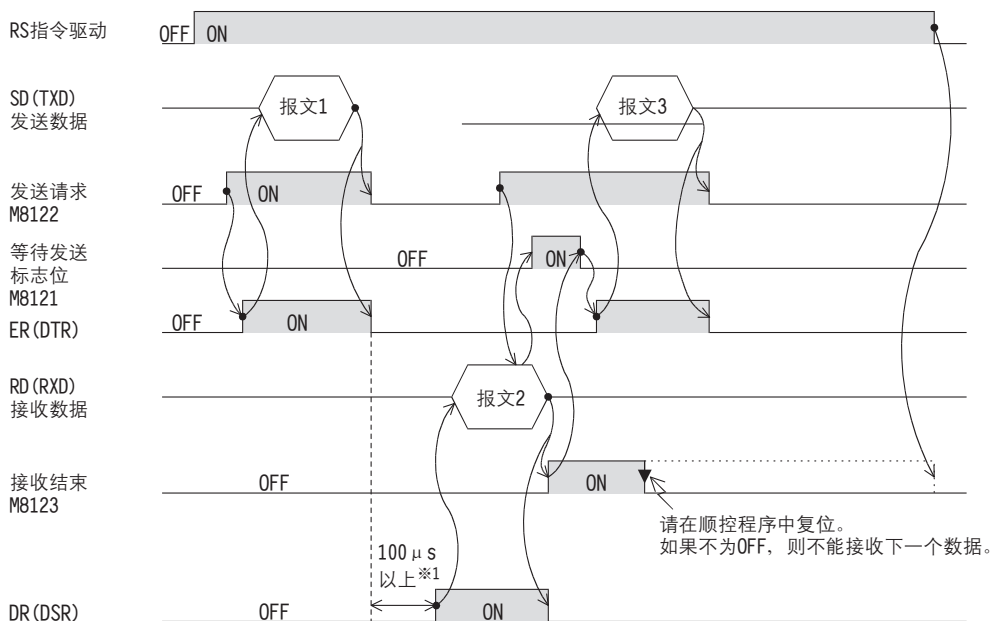 RS指令驱动
OFF ON
SD(TXD)
发送数据
报文1
报文3
发送请求
M8122
OFF ON
等待发送
标志位
M8121
OFF ON
ER(DTR)
OFF ON
RD(RXD)
接收数据
报文2
接收结束
M8123
OFF ON
请在顺控程序中复位。
如果不为OFF，则不能接收下一个数据。
100μs
以上※1
DR(DSR)
OFF ON